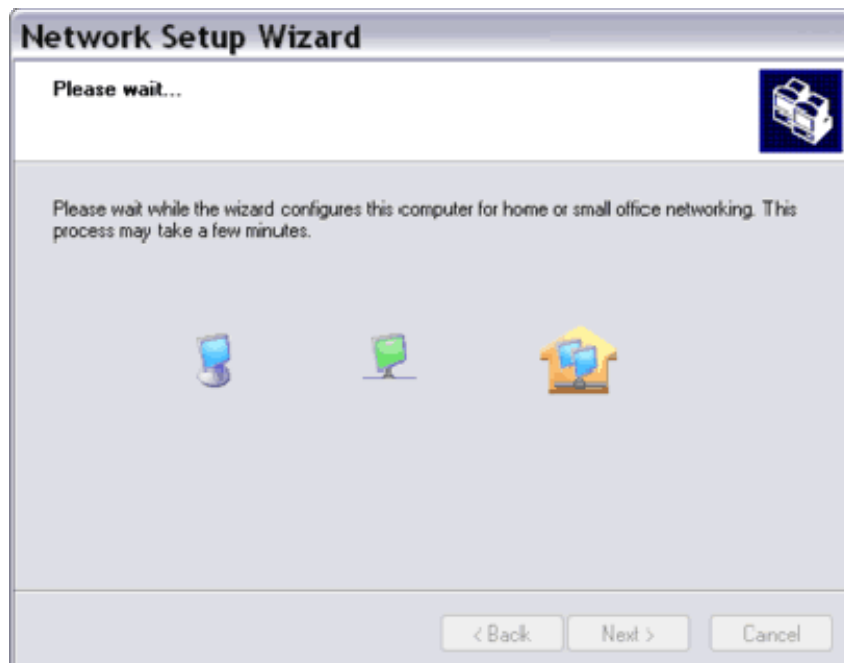 Network Setup Wizard
Please wait...
Please wait while the wizard configures this computer for home or small office networking. This
process may take a few minutes.
< Back
Next >
Cancel